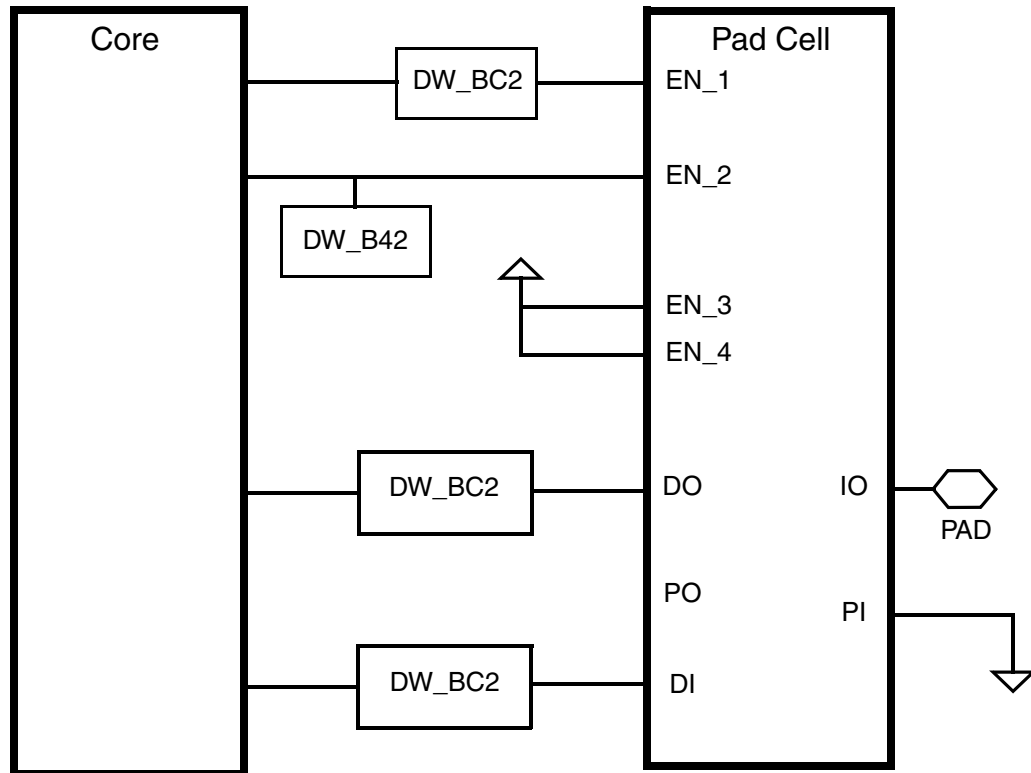 Core
Pad Cell
DW_BC2
EN_1
EN_2
DW_B42
EN_3
EN_4
DW_BC2
DO
IO
PAD
PO
PI
DW_BC2
DI